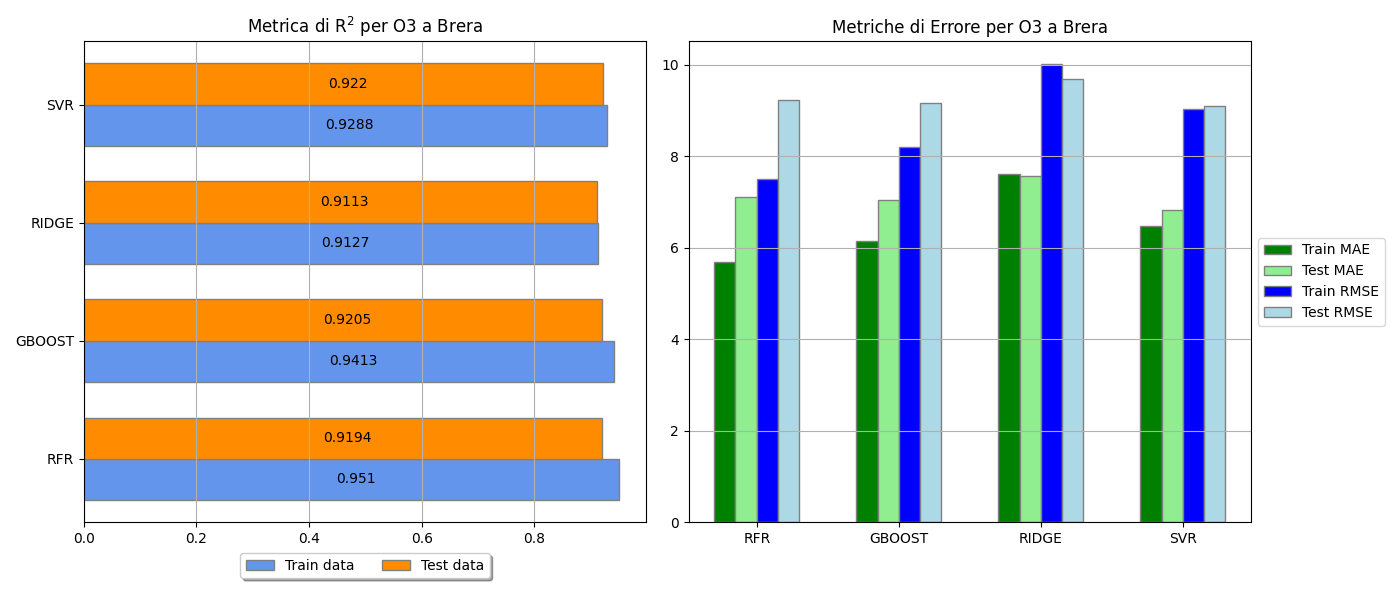 Metrica di R² per O3 a Brera
SVR
0.922
0.9288
RIDGE
0.9113
0.9127
GBOOST
0.9205
0.9413
RFR
0.9194
0.951
0.0 0.2 0.4 0.6 0.8
Train data Test data
Metriche di Errore per O3 a Brera
10
8
6
4
2
0
RFR GBOOST RIDGE SVR
Train MAE
Test MAE
Train RMSE
Test RMSE